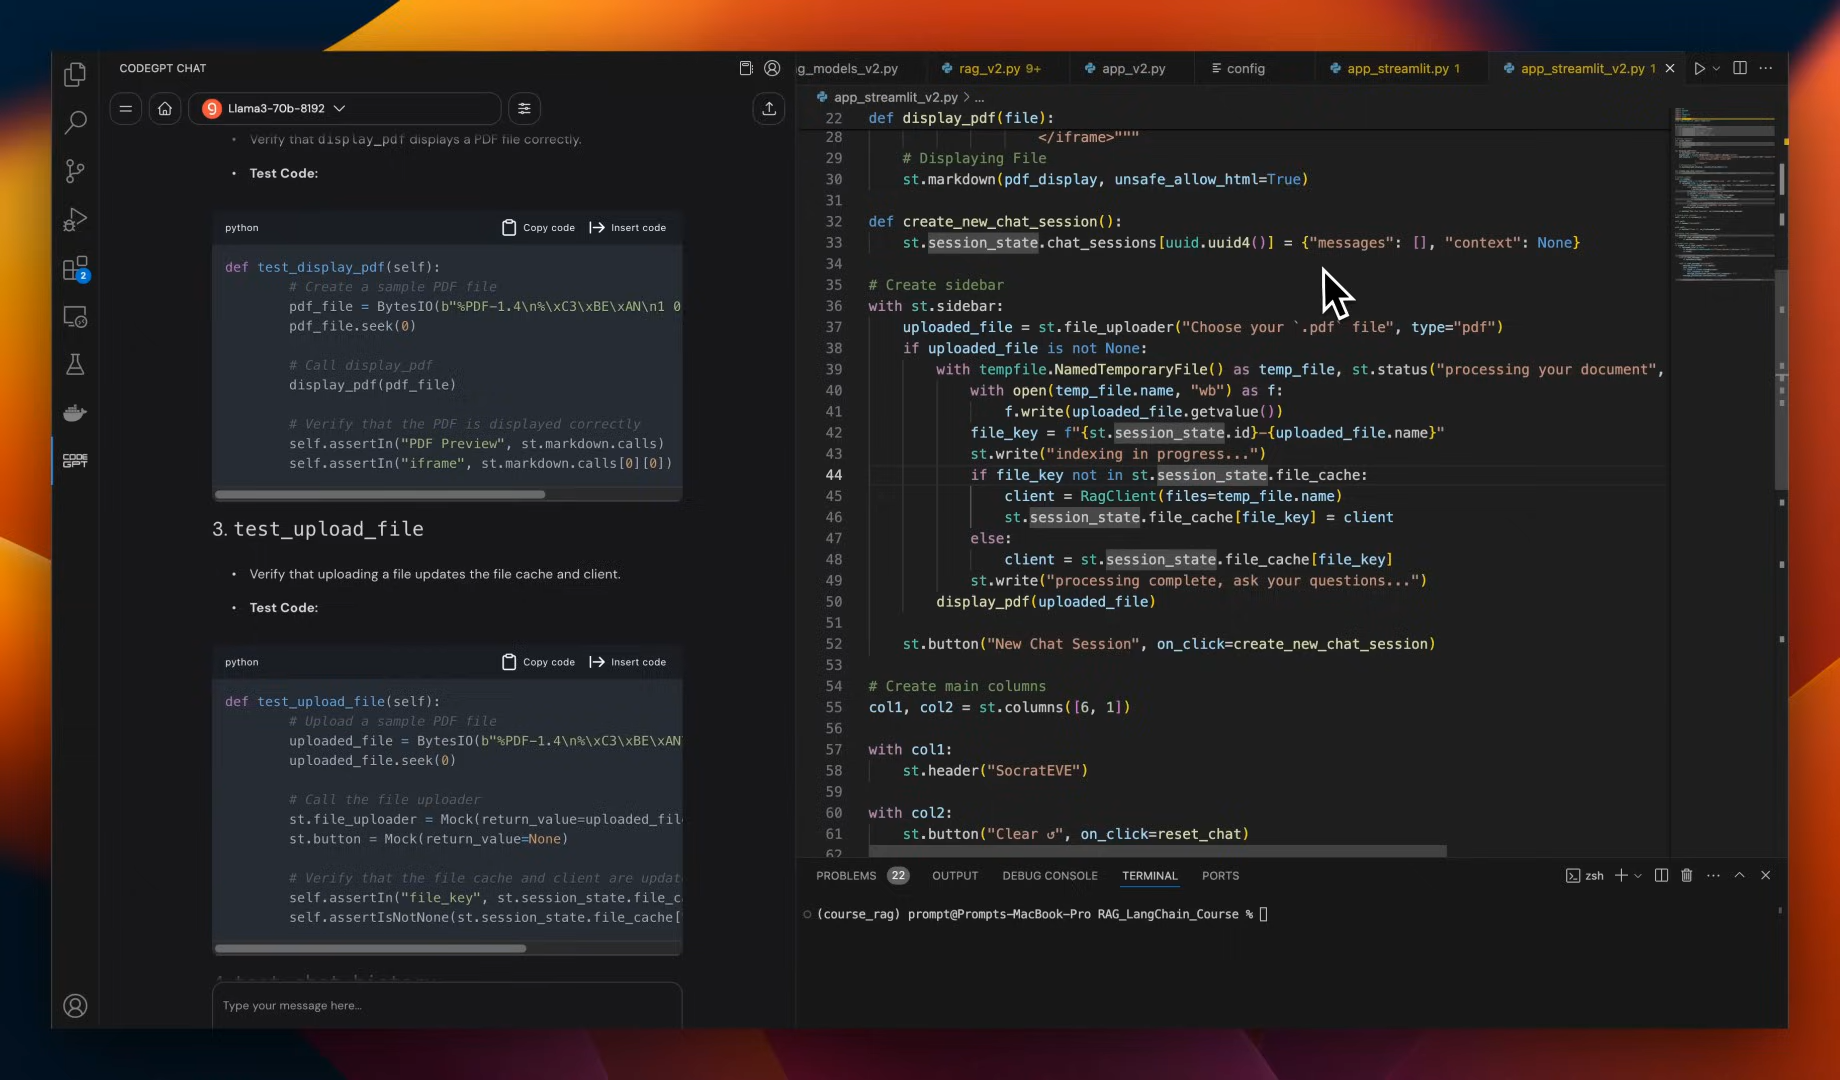 CODEGPT CHAT
Llama3-70b-8192
• Verify that display_pdf displays a PDF file correctly.
• Test Code:
python
Copy code
Insert code
def test_display_pdf(self):
# Create a sample PDF file
pdf_file = BytesIO(b"%PDF-1.4\n%\xC3\xBE\xAN\n1 0
pdf_file.seek(0)
# Call display_pdf
display_pdf(pdf_file)
# Verify that the PDF is displayed correctly
self.assertIn("PDF Preview", st.markdown.calls)
self.assertIn("iframe", st.markdown.calls[0][0])
3. test_upload_file
• Verify that uploading a file updates the file cache and client.
• Test Code:
python
Copy code
Insert code
def test_upload_file(self):
# Upload a sample PDF file
uploaded_file = BytesIO(b"%PDF-1.4\n%\xC3\xBE\xAN
uploaded_file.seek(0)
# Call the file uploader
st.file_uploader = Mock(return_value=uploaded_fil
st.button = Mock(return_value=None)
# Verify that the file cache and client are updat
self.assertIn("file_key", st.session_state.file_c
self.assertIsNotNone(st.session_state.file_cache[
Type your message here...
2
CODE
GPT
g_models_v2.py
rag_v2.py 9+
app_v2.py
config
app_streamlit.py 1
app_streamlit_v2.py 1
app_streamlit_v2.py > ...
22 def display_pdf(file):
28 </iframe>"""
29 # Displaying File
30 st.markdown(pdf_display, unsafe_allow_html=True)
31
32 def create_new_chat_session():
33 st.session_state.chat_sessions[uuid.uuid4()] = {"messages": [], "context": None}
34
35 # Create sidebar
36 with st.sidebar:
37 uploaded_file = st.file_uploader("Choose your `.pdf` file", type="pdf")
38 if uploaded_file is not None:
39 with tempfile.NamedTemporaryFile() as temp_file, st.status("processing your document",
40 with open(temp_file.name, "wb") as f:
41 f.write(uploaded_file.getvalue())
42 file_key = f"{st.session_state.id}-{uploaded_file.name}"
43 st.write("indexing in progress...")
44 if file_key not in st.session_state.file_cache:
45 client = RagClient(files=temp_file.name)
46 st.session_state.file_cache[file_key] = client
47 else:
48 client = st.session_state.file_cache[file_key]
49 st.write("processing complete, ask your questions...")
50 display_pdf(uploaded_file)
51
52 st.button("New Chat Session", on_click=create_new_chat_session)
53
54 # Create main columns
55 col1, col2 = st.columns([6, 1])
56
57 with col1:
58 st.header("SocratEVE")
59
60 with col2:
61 st.button("Clear ↺", on_click=reset_chat)
62
PROBLEMS 22 OUTPUT DEBUG CONSOLE TERMINAL PORTS
zsh
(course_rag) prompt@Prompts-MacBook-Pro RAG_LangChain_Course %